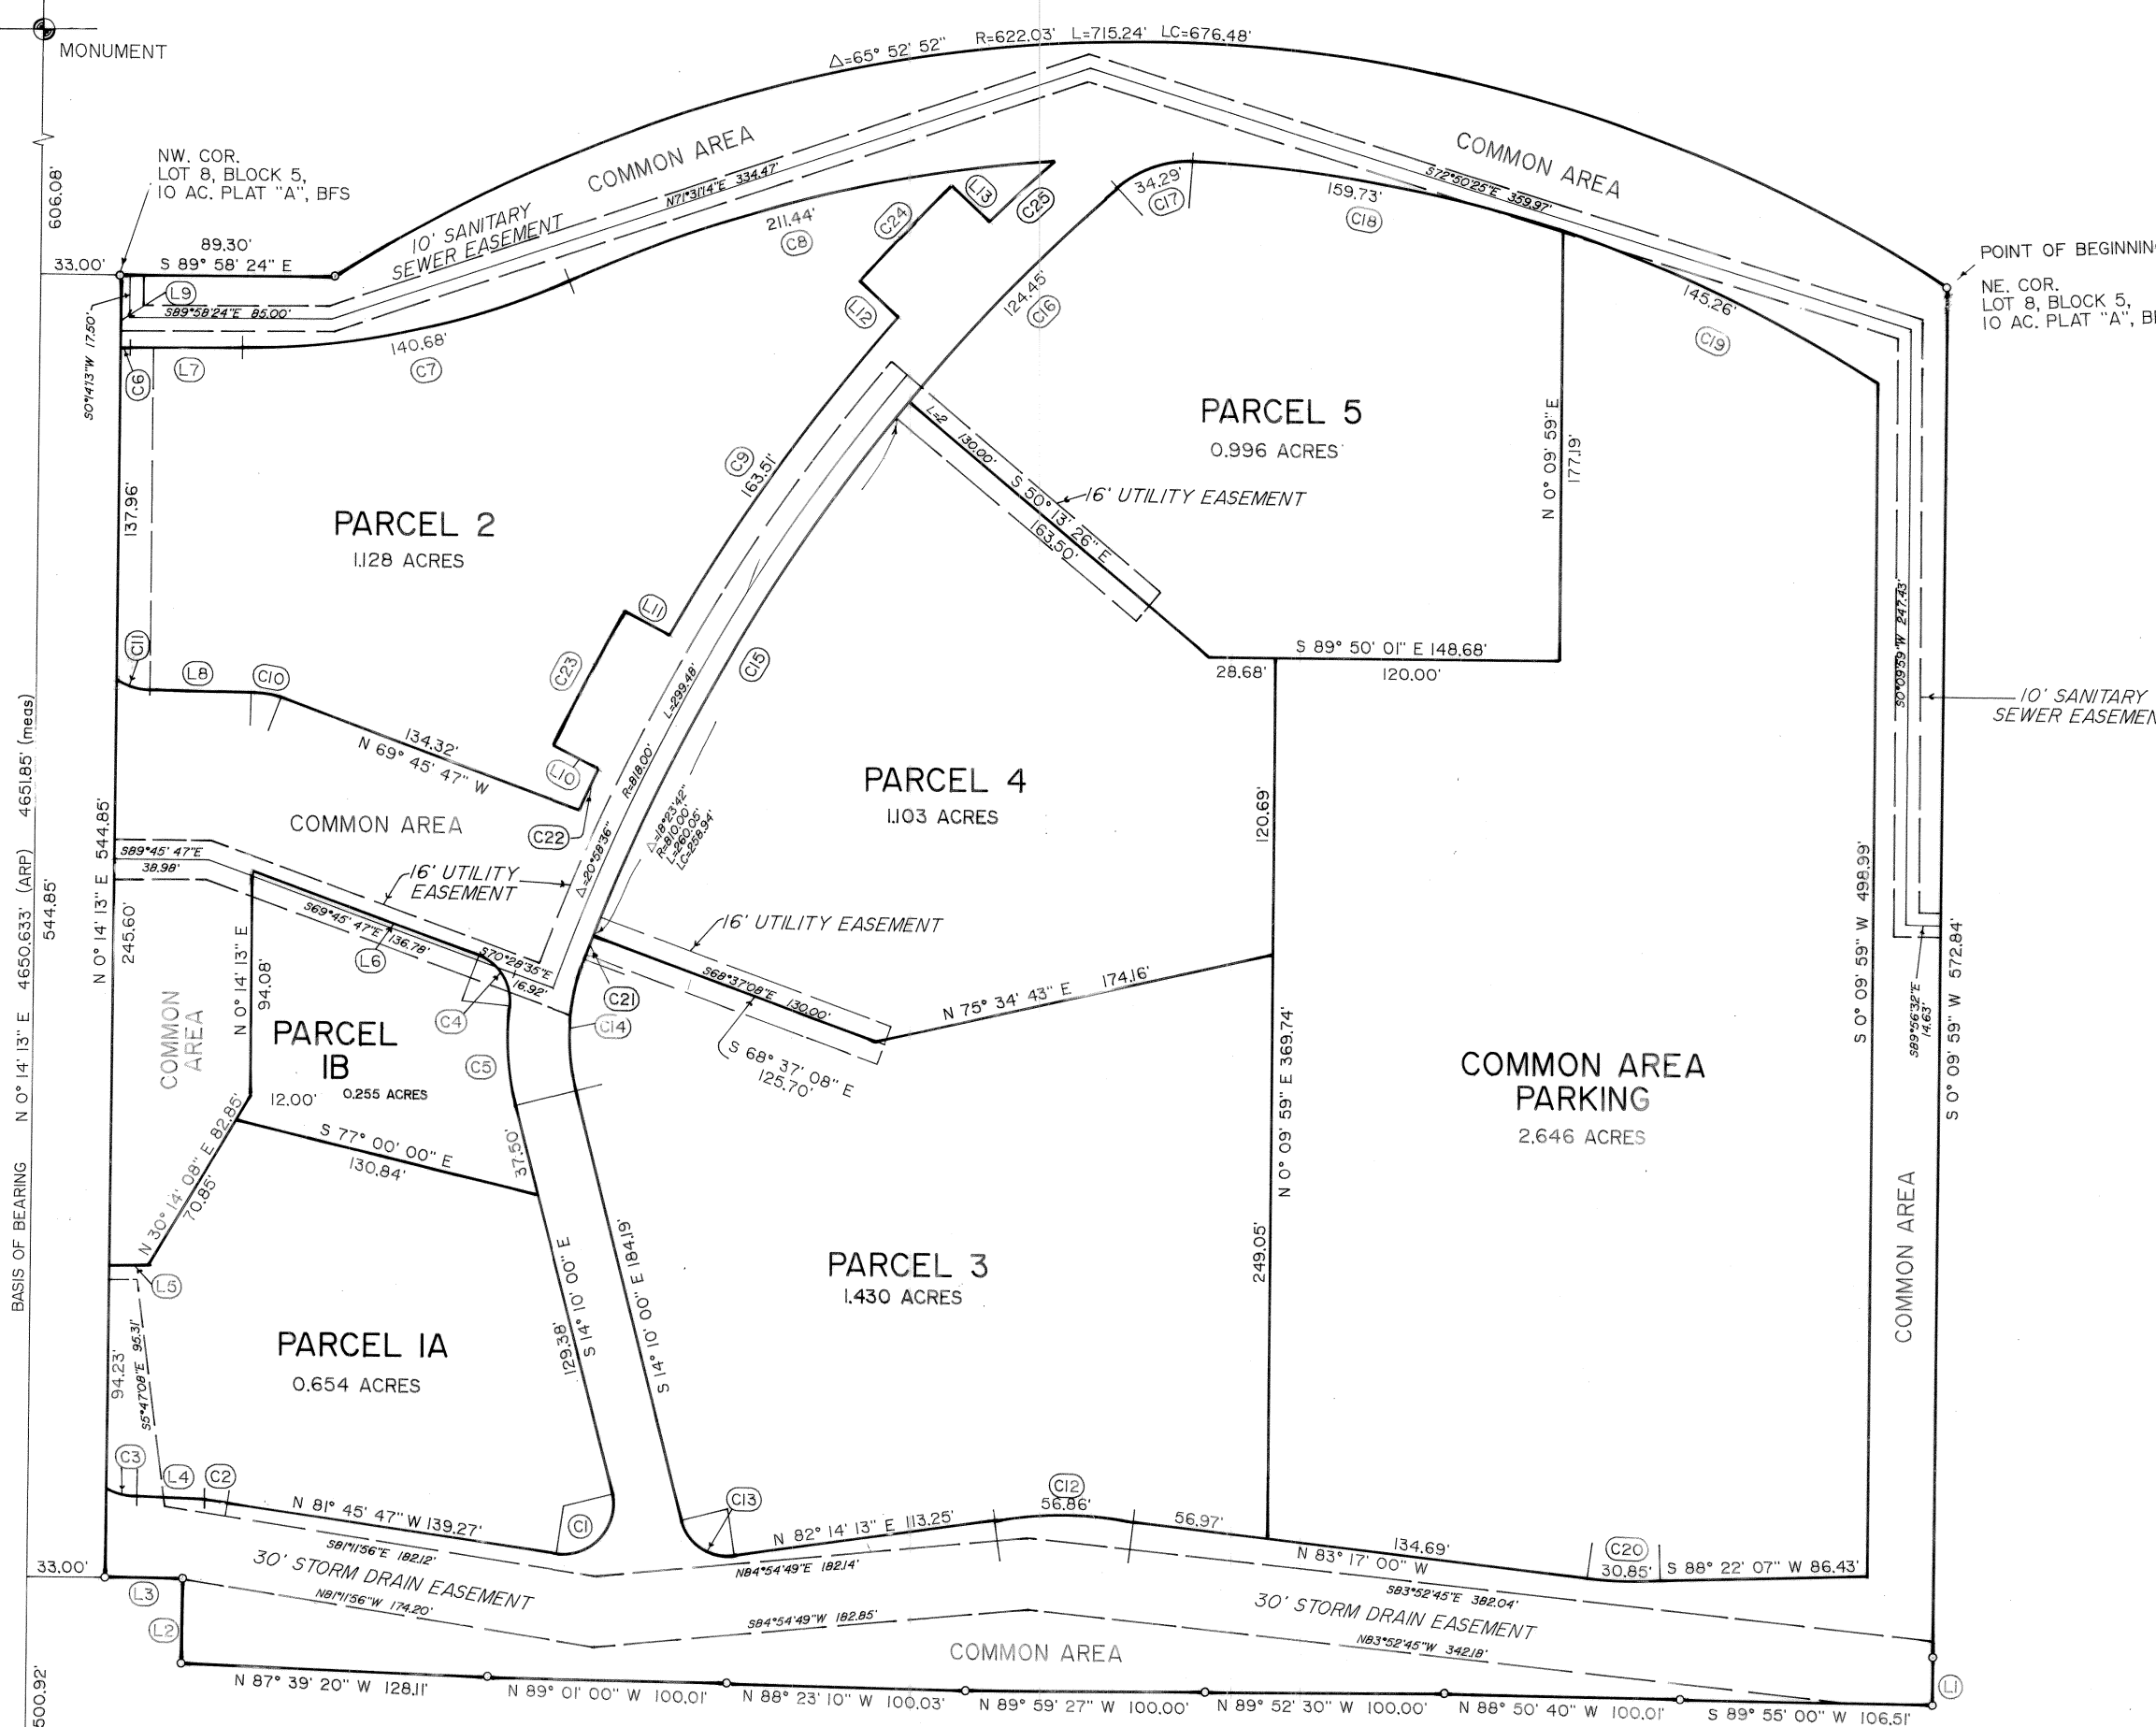 MONUMENT
Δ=65° 52' 52" R=622.03' L=715.24' LC=676.48'
NW. COR.
LOT 8, BLOCK 5,
10 AC. PLAT "A", BFS
606.08'
COMMON AREA
N71°31'14"E 334.47'
10' SANITARY
SEWER EASEMENT
COMMON AREA
S72°50'25"E 359.97'
89.30'
S 89° 58' 24" E
33.00'
L9
S89°58'24"E 85.00'
S0°14'13"W 17.50'
C6
L7
140.68'
C7
211.44'
C8
C24
L13
C25
L12
34.29'
C17
159.73'
C18
124.45'
C16
145.26'
C19
POINT OF BEGINNIN
NE. COR.
LOT 8, BLOCK 5,
10 AC. PLAT "A", B
PARCEL 5
0.996 ACRES
N 0° 09' 59" E
177.19'
L=2
130.00'
S 50° 13' 26" E
163.50'
16' UTILITY EASEMENT
C9
163.51'
137.96'
PARCEL 2
1.128 ACRES
C11
L8
C10
L11
C23
L10
C22
C15
L=299.48'
R=818.00'
Δ=20°58'36"
Δ=18°23'42"
R=810.00'
L=260.05'
LC=258.94'
S 89° 50' 01" E 148.68'
28.68'
120.00'
S0°09'59"W 247.43'
10' SANITARY
SEWER EASEMEN
134.32'
N 69° 45' 47" W
COMMON AREA
PARCEL 4
1.103 ACRES
120.69'
S89°45' 47"E
38.98'
16' UTILITY
EASEMENT
16' UTILITY EASEMENT
BASIS OF BEARING N 0° 14' 13" E 4650.633' (ARP) 4651.85' (meas)
544.85'
N 0° 14' 13" E 544.85'
245.60'
S69°45' 47"E 136.78'
L6
S70°28'35"E
16.92'
C21
C14
C4
C5
S68°37'08"E 130.00'
S 68° 37' 08" E
125.70'
N 75° 34' 43" E 174.16'
N 0° 14' 13" E
94.08'
COMMON
AREA
PARCEL
1B
0.255 ACRES
12.00'
S 77° 00' 00" E
130.84'
37.50'
N 30° 14' 08" E 82.85'
70.85'
L5
N 0° 09' 59" E 369.74'
249.05'
COMMON AREA
PARKING
2.646 ACRES
S 0° 09' 59" W 498.99'
S89°56'32"E
14.63'
S 0° 09' 59" W 572.84'
COMMON AREA
PARCEL 3
1.430 ACRES
PARCEL 1A
0.654 ACRES
94.23'
S5°47'08"E 95.31'
129.38'
S 14° 10' 00" E
S 14° 10' 00" E 184.19'
C3
L4
C2
N 81° 45' 47" W 139.27'
C1
C13
N 82° 14' 13" E 113.25'
C12
56.86'
56.97'
134.69'
N 83° 17' 00" W
C20
30.85'
S 88° 22' 07" W 86.43'
S81°11'56"E 182.12'
30' STORM DRAIN EASEMENT
N81°11'56"W 174.20'
N84°54'49"E 182.14'
S84°54'49"W 182.85'
S83°52'45"E 382.04'
30' STORM DRAIN EASEMENT
N83°52'45"W 342.18'
33.00'
L3
L2
COMMON AREA
L1
N 87° 39' 20" W 128.11'
N 89° 01' 00" W 100.01'
N 88° 23' 10" W 100.03'
N 89° 59' 27" W 100.00'
N 89° 52' 30" W 100.00'
N 88° 50' 40" W 100.01'
S 89° 55' 00" W 106.51'
500.92'